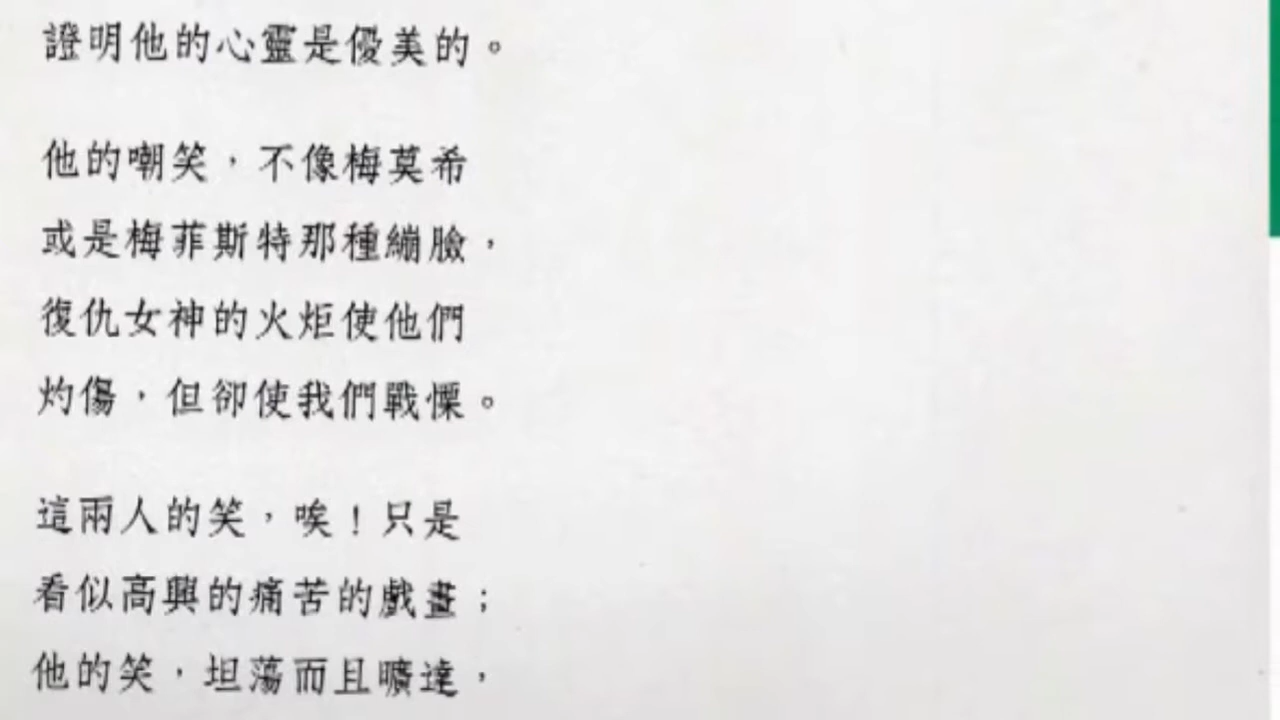 證明他的心靈是優美的。
他的嘲笑，不像梅莫希
或是梅菲斯特那種繃臉，
復仇女神的火炬使他們
灼傷，但卻使我們戰慄。
這兩人的笑，唉！只是
看似高興的痛苦的戲畫；
他的笑，坦蕩而且曠達，